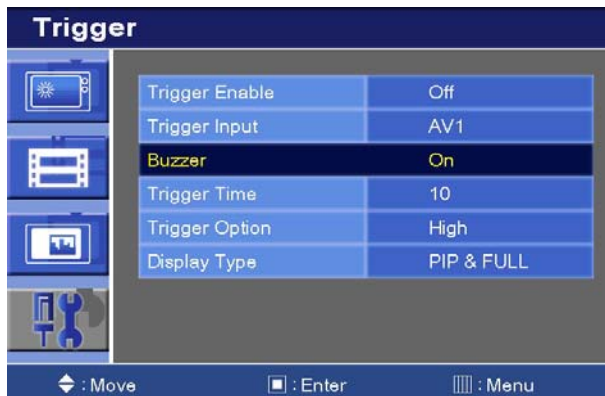 Trigger
Trigger Enable Off
Trigger Input AV1
Buzzer On
Trigger Time 10
Trigger Option High
Display Type PIP & FULL
: Move : Enter : Menu